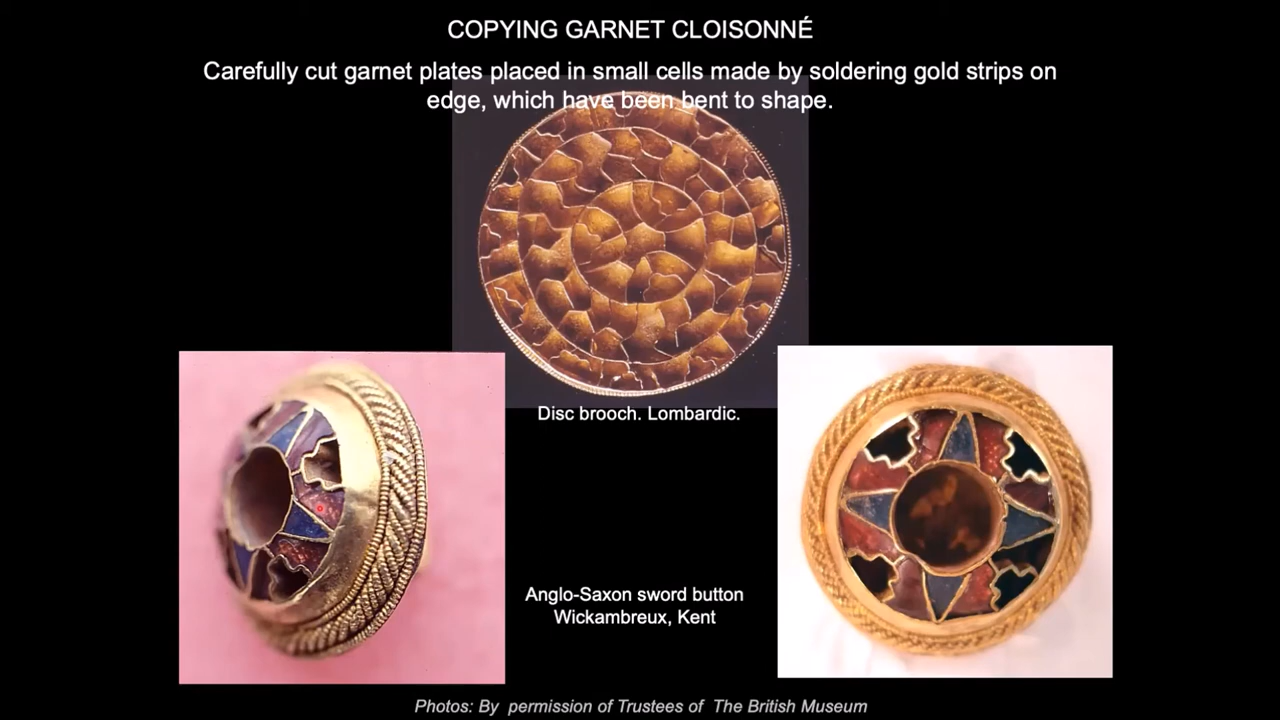 COPYING GARNET CLOISONNÉ
Carefully cut garnet plates placed in small cells made by soldering gold strips on
edge, which have been bent to shape.
Disc brooch. Lombardic.
Anglo-Saxon sword button
Wickambreux, Kent
Photos: By permission of Trustees of The British Museum